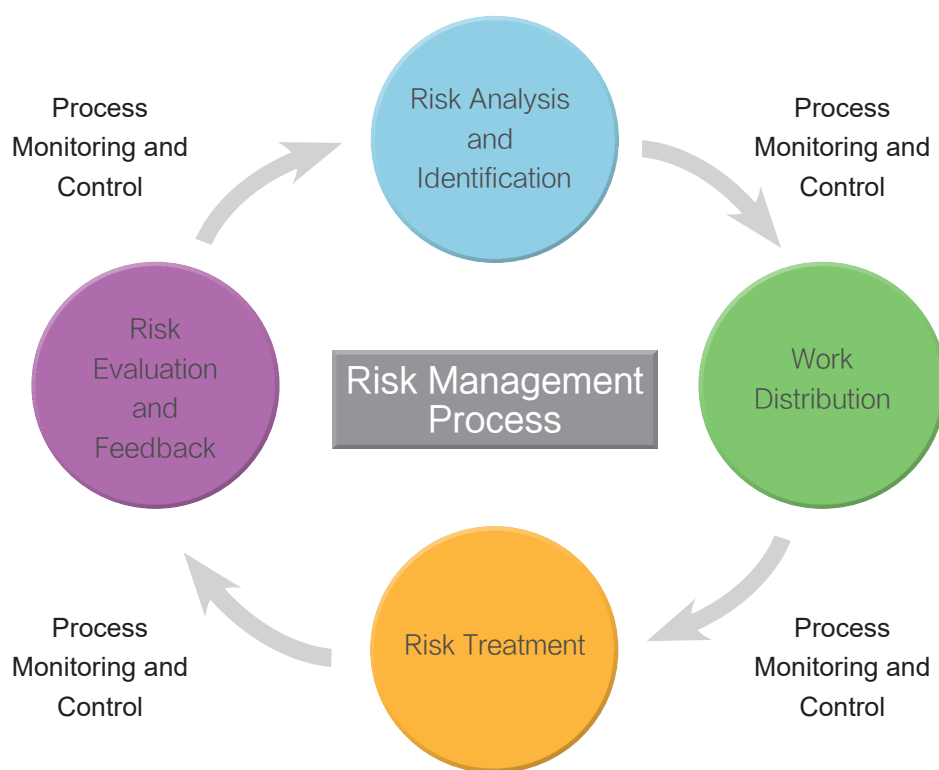 Risk Analysis
and
Identification
Process
Monitoring and
Control
Process
Monitoring and
Control
Risk
Evaluation
and
Feedback
Risk Management
Process
Work
Distribution
Risk Treatment
Process
Monitoring and
Control
Process
Monitoring and
Control